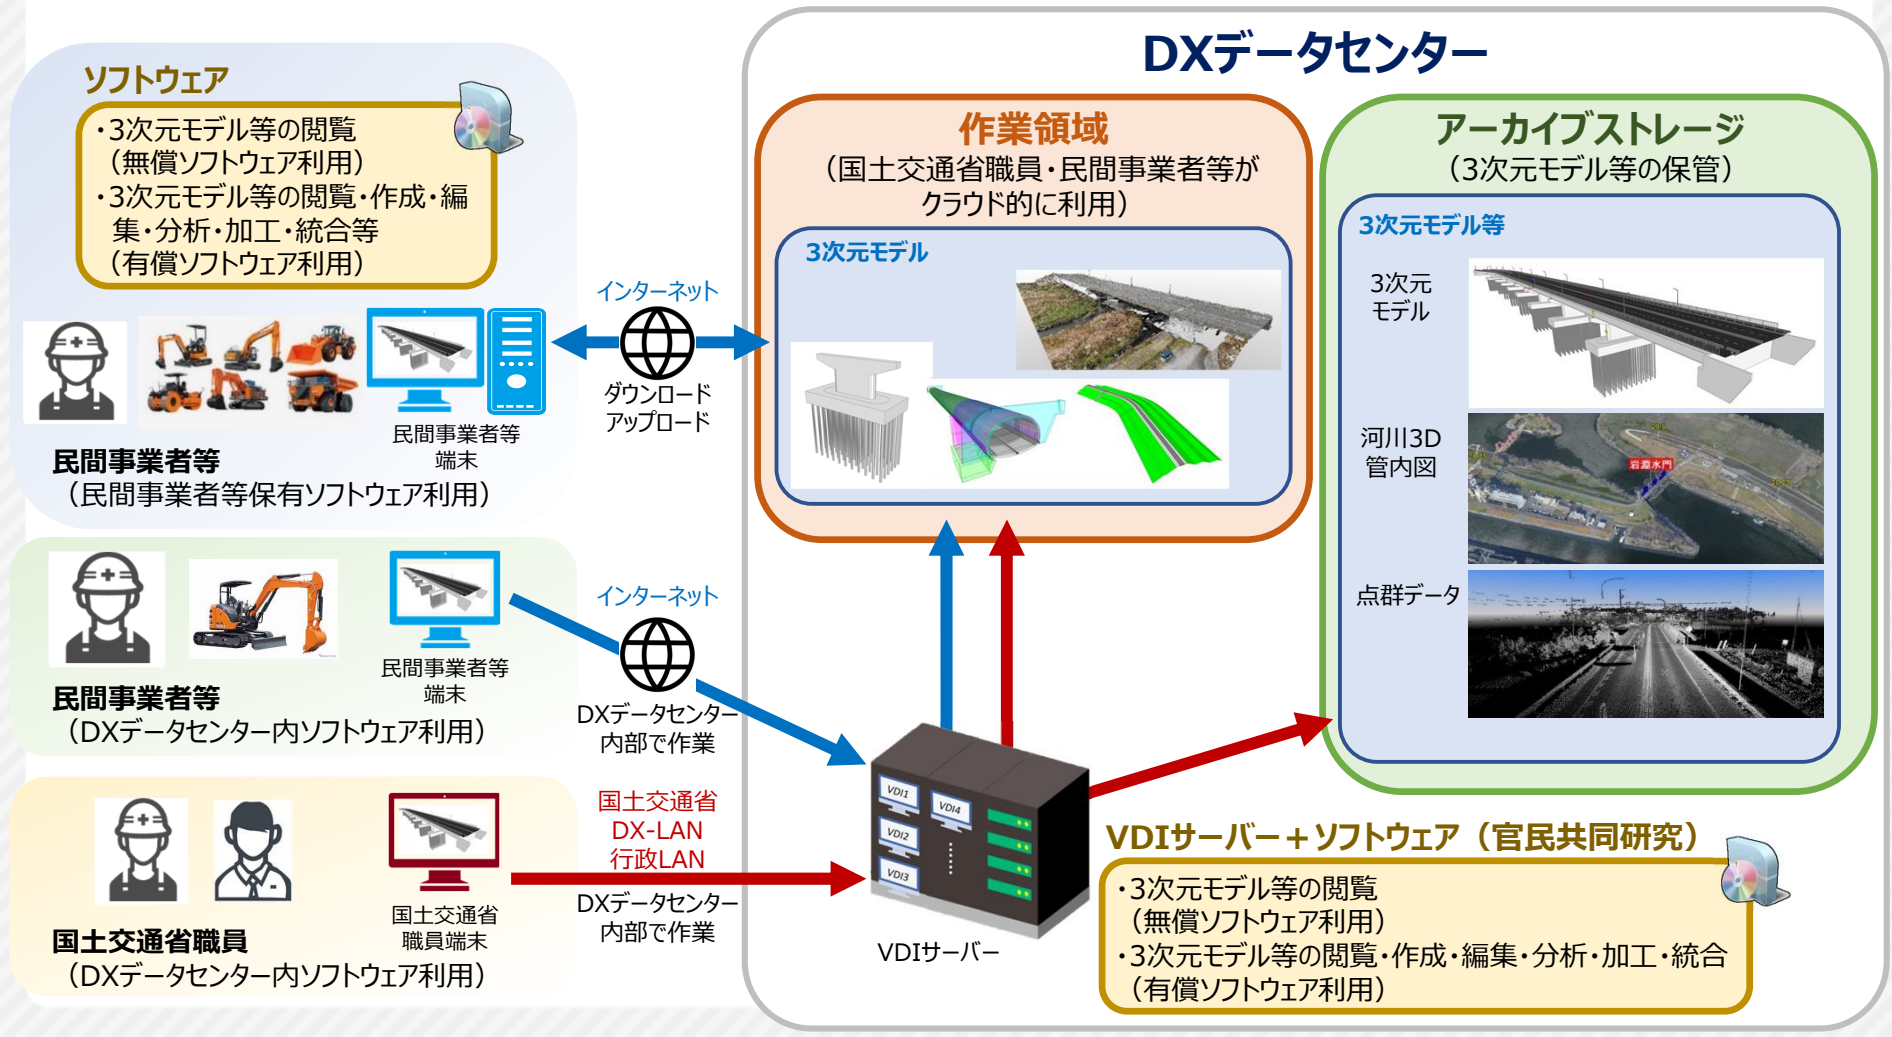 DXデータセンター
ソフトウェア
・3次元モデル等の閲覧
（無償ソフトウェア利用）
・3次元モデル等の閲覧・作成・編
集・分析・加工・統合等
（有償ソフトウェア利用）
民間事業者等
端末
民間事業者等
（民間事業者等保有ソフトウェア利用）
インターネット
ダウンロード
アップロード
作業領域
（国土交通省職員・民間事業者等が
クラウド的に利用）
3次元モデル
アーカイブストレージ
（3次元モデル等の保管）
3次元モデル等
3次元
モデル
河川3D
管内図
岩淵水門
点群データ
民間事業者等
端末
民間事業者等
（DXデータセンター内ソフトウェア利用）
インターネット
DXデータセンター
内部で作業
国土交通省
職員端末
国土交通省職員
（DXデータセンター内ソフトウェア利用）
国土交通省
DX-LAN
行政LAN
DXデータセンター
内部で作業
VDI1
VDI4
VDI2
VDI3
VDIサーバー
VDIサーバー＋ソフトウェア（官民共同研究）
・3次元モデル等の閲覧
（無償ソフトウェア利用）
・3次元モデル等の閲覧・作成・編集・分析・加工・統合
（有償ソフトウェア利用）